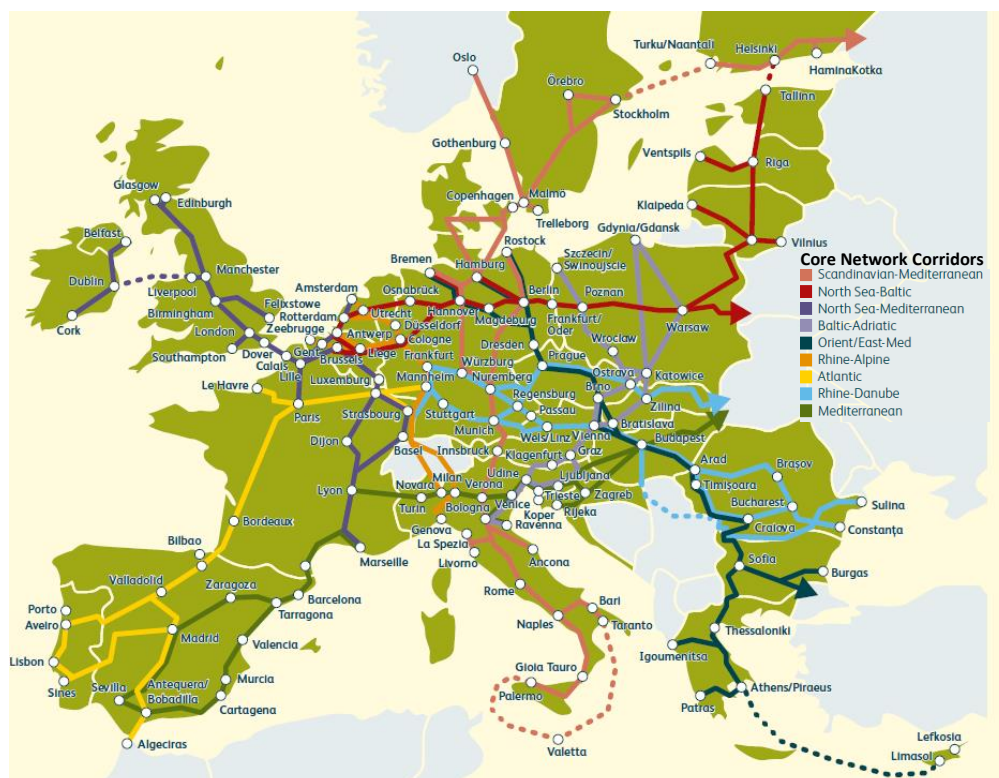 Oslo
Turku/Naantali
Helsinki
HaminaKotka
Örebro
Stockholm
Tallinn
Gothenburg
Ventspils
Riga
Glasgow
Edinburgh
Copenhagen
Malmö
Trelleborg
Klaipeda
Belfast
Rostock
Gdynia/Gdansk
Vilnius
Bremen
Hamburg
Szczecin/
Swinoujscie
Core Network Corridors
Scandinavian-Mediterranean
North Sea-Baltic
North Sea-Mediterranean
Baltic-Adriatic
Orient/East-Med
Rhine-Alpine
Atlantic
Rhine-Danube
Mediterranean
Dublin
Manchester
Liverpool
Birmingham
Cork
Amsterdam
Osnabruck
Hannover
Berlin
Poznan
Felixstowe
Rotterdam
Utrecht
Magdeburg
Frankfurt/
Oder
Warsaw
London
Zeebrugge
Antwerp
Düsseldorf
Cologne
Southampton
Dover
Calais
Gent
Brussels
Liege
Dresden
Wrocław
Lille
Frankfurt
Würzburg
Prague
Le Havre
Luxemburg
Mannheim
Nuremberg
Ostrava
Katowice
Brno
Paris
Strasbourg
Stuttgart
Regensburg
Passau
Zilina
Dijon
Munich
Wels/Linz
Vienna
Bratislava
Basel
Innsbruck
Klagenfurt
Graz
Budapest
Arad
Timișoara
Brașov
Lyon
Novara
Milan
Verona
Udine
Ljubljana
Turin
Bologna
Venice
Trieste
Zagreb
Koper
Rijeka
Bucharest
Sulina
Craiova
Constanța
Bordeaux
Genova
La Spezia
Ravenna
Bilbao
Marseille
Livorno
Ancona
Sofia
Burgas
Valladolid
Zaragoza
Rome
Porto
Aveiro
Barcelona
Tarragona
Bari
Naples
Taranto
Madrid
Valencia
Thessaloniki
Igoumenitsa
Lisbon
Sines
Sevilla
Antequera/
Bobadilla
Murcia
Cartagena
Gioia Tauro
Palermo
Athens/Piraeus
Patras
Algeciras
Valetta
Lefkosia
Limasol